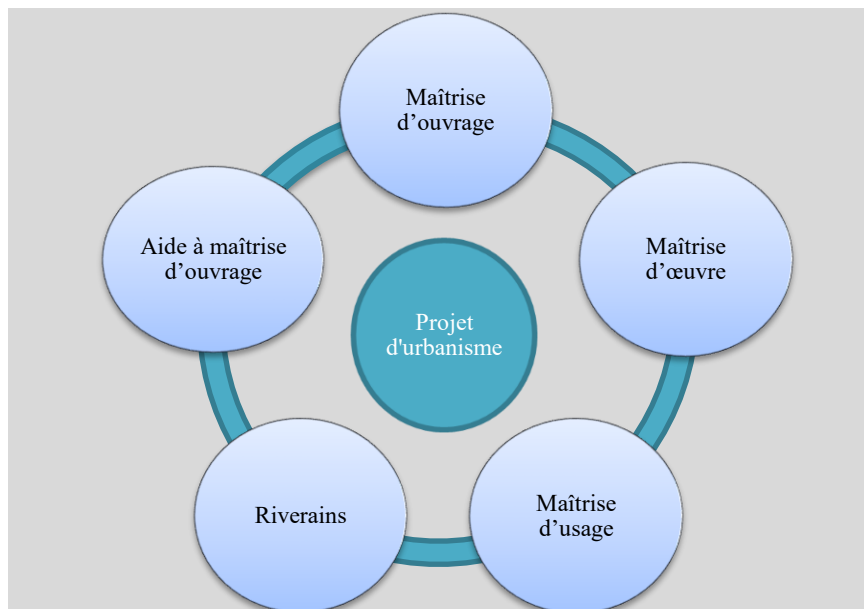 Maîtrise
d’ouvrage
Aide à maîtrise
d’ouvrage
Maîtrise
d’œuvre
Projet
d'urbanisme
Riverains
Maîtrise
d’usage